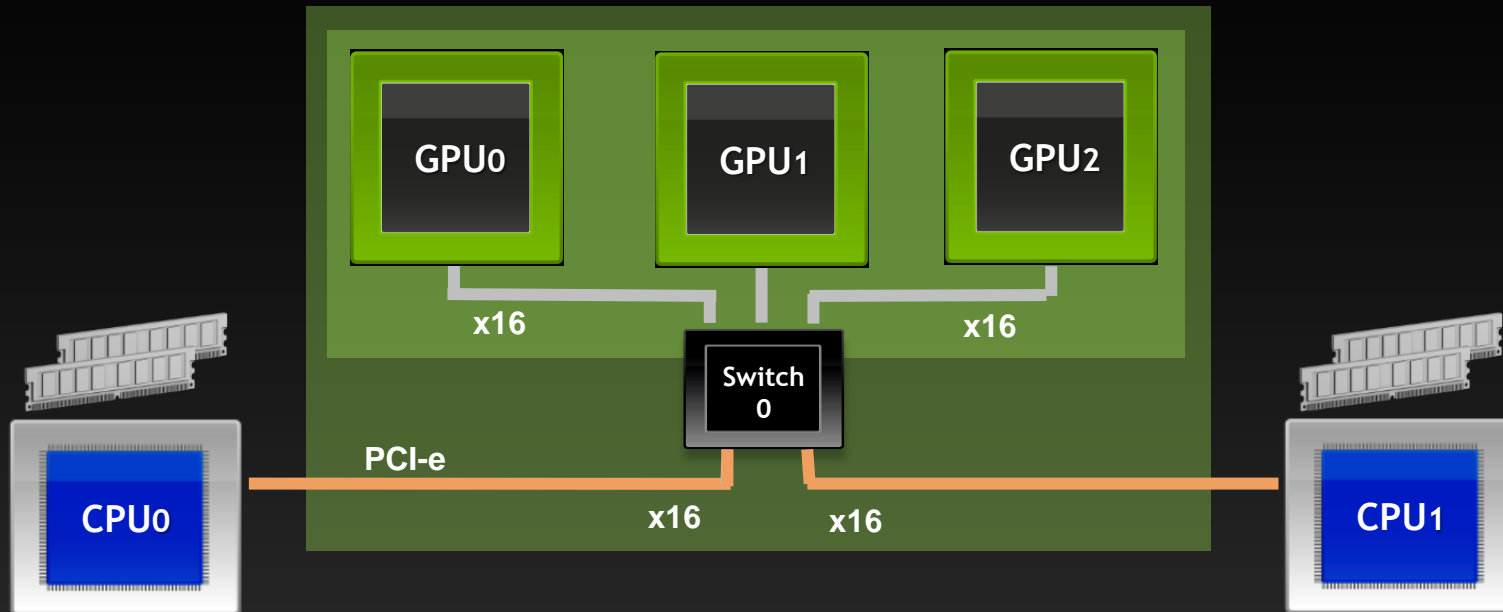 GPU0
GPU1
GPU2
x16
x16
Switch
0
PCI-e
CPU0
x16
x16
CPU1